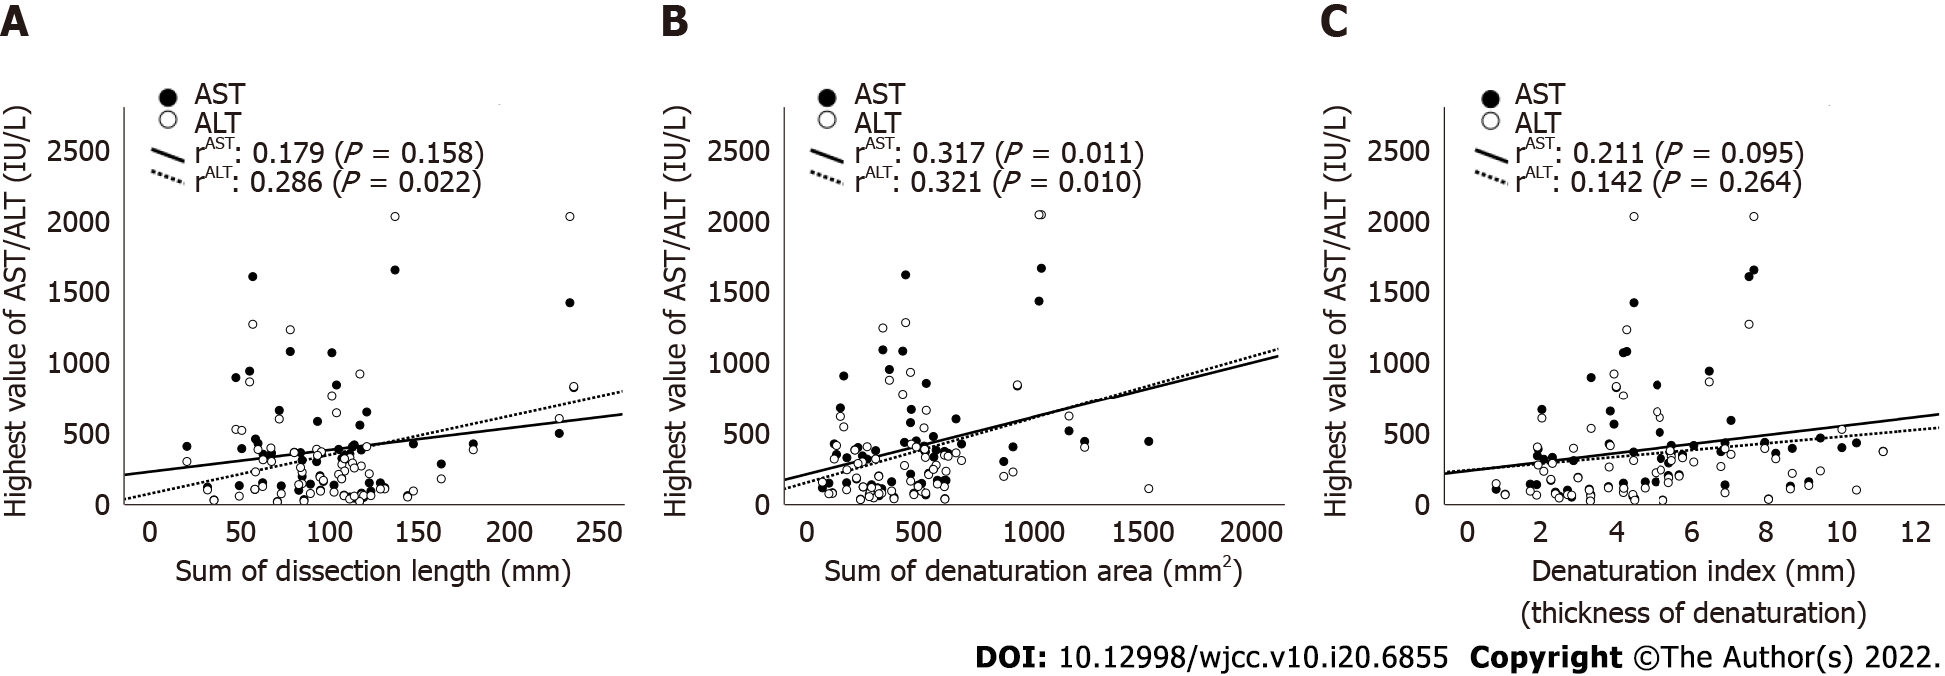 A
AST
ALT
rAST: 0.179 (P = 0.158)
rALT: 0.286 (P = 0.022)
Highest value of AST/ALT (IU/L)
2500
2000
1500
1000
500
0
0 50 100 150 200 250
Sum of dissection length (mm)
B
AST
ALT
rAST: 0.317 (P = 0.011)
rALT: 0.321 (P = 0.010)
Highest value of AST/ALT (IU/L)
2500
2000
1500
1000
500
0
0 500 1000 1500 2000
Sum of denaturation area (mm2)
C
AST
ALT
rAST: 0.211 (P = 0.095)
rALT: 0.142 (P = 0.264)
Highest value of AST/ALT (IU/L)
2500
2000
1500
1000
500
0
0 2 4 6 8 10 12
Denaturation index (mm)
(thickness of denaturation)
DOI: 10.12998/wjcc.v10.i20.6855 Copyright ©The Author(s) 2022.